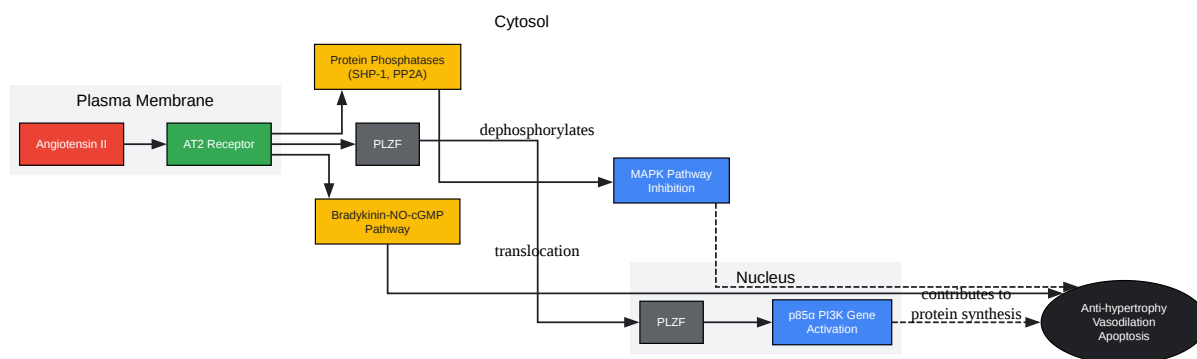 Cytosol
Protein Phosphatases
(SHP-1, PP2A)
Plasma Membrane
Angiotensin II
AT2 Receptor
PLZF
dephosphorylates
MAPK Pathway
Inhibition
Bradykinin-NO-cGMP
Pathway
translocation
Nucleus
PLZF
p85α PI3K Gene
Activation
contributes to
protein synthesis
Anti-hypertrophy
Vasodilation
Apoptosis